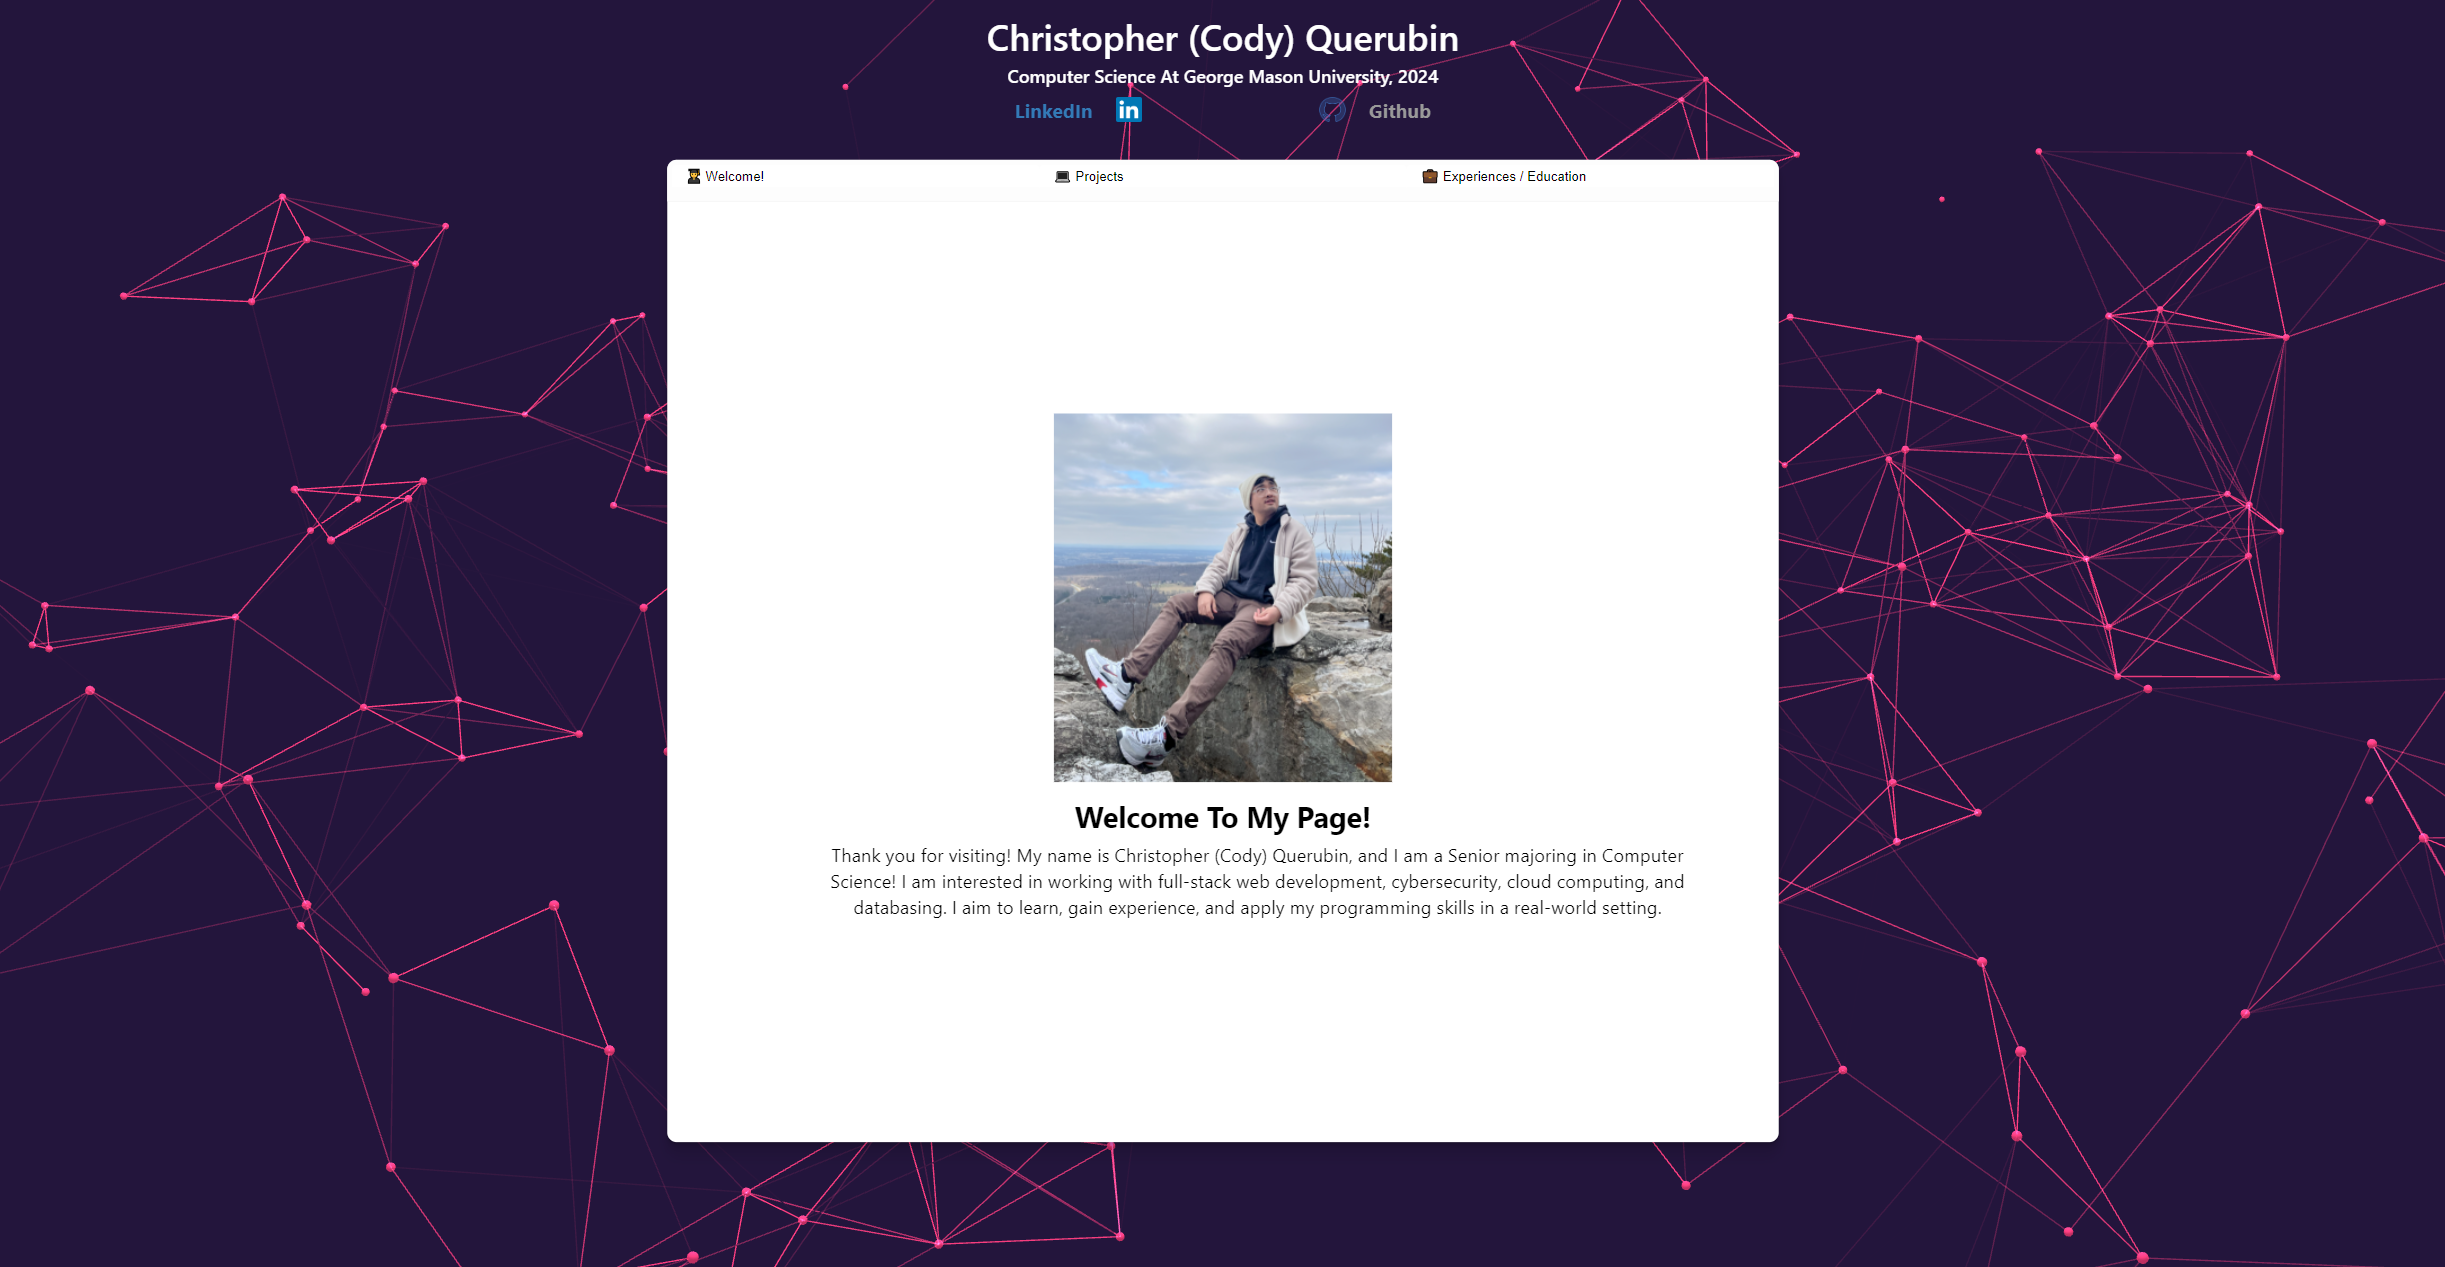 Christopher (Cody) Querubin
Computer Science At George Mason University, 2024
LinkedIn in Github
Welcome! Projects Experiences / Education
Welcome To My Page!
Thank you for visiting! My name is Christopher (Cody) Querubin, and I am a Senior majoring in Computer
Science! I am interested in working with full-stack web development, cybersecurity, cloud computing, and
databasing. I aim to learn, gain experience, and apply my programming skills in a real-world setting.